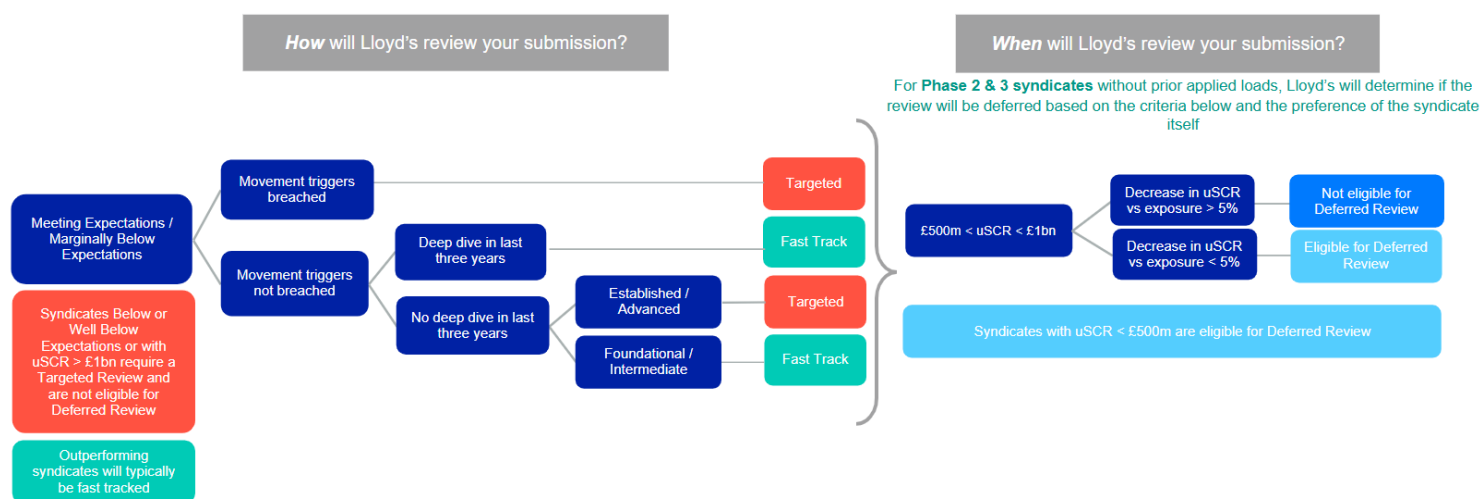 How will Lloyd's review your submission?
Movement triggers
breached
Targeted
Meeting Expectations /
Marginally Below
Expectations
Deep dive in last
three years
Fast Track
Movement triggers
not breached
Established /
Advanced
Targeted
No deep dive in last
three years
Foundational /
Intermediate
Fast Track
Syndicates Below or
Well Below
Expectations or with
uSCR > £1bn require a
Targeted Review and
are not eligible for
Deferred Review
Outperforming
syndicates will typically
be fast tracked
When will Lloyd's review your submission?
For Phase 2 & 3 syndicates without prior applied loads, Lloyd's will determine if the
review will be deferred based on the criteria below and the preference of the syndicate
itself
£500m < uSCR < £1bn
Decrease in uSCR
vs exposure > 5%
Not eligible for
Deferred Review
Decrease in uSCR
vs exposure < 5%
Eligible for Deferred
Review
Syndicates with uSCR < £500m are eligible for Deferred Review